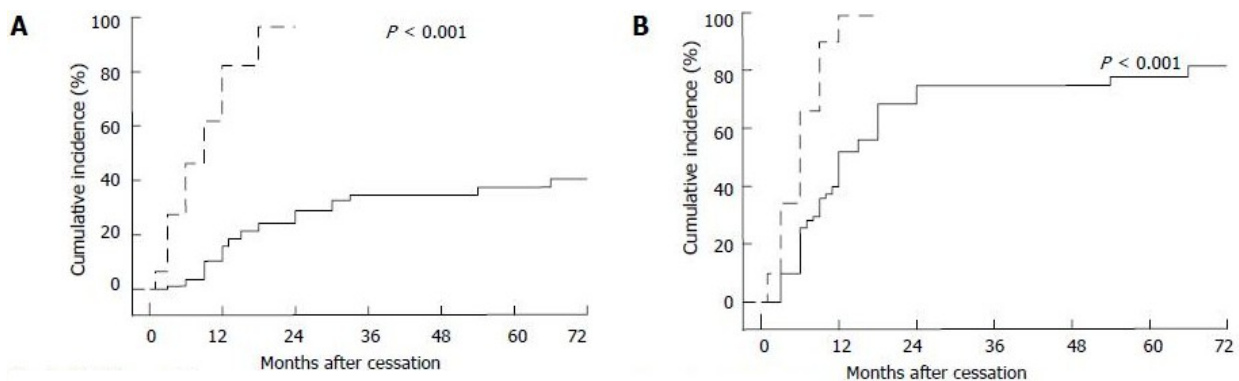 A
P < 0.001
Cumulative incidence (%)
100
80
60
40
20
0
0 12 24 36 48 60 72
Months after cessation
B
P < 0.001
Cumulative incidence (%)
100
80
60
40
20
0
0 12 24 36 48 60 72
Months after cessation